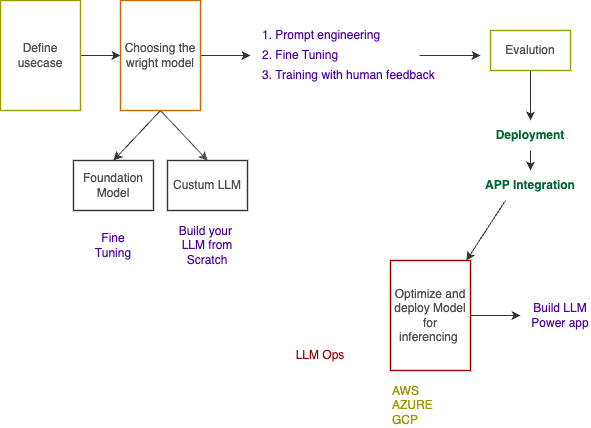 Define
usecase
Choosing the
wright model
1. Prompt engineering
2. Fine Tuning
3. Training with human feedback
Evalution
Deployment
APP Integration
Foundation
Model
Custum LLM
Fine
Tuning
Build your
LLM from
Scratch
Optimize and
deploy Model
for
inferencing
Build LLM
Power app
LLM Ops
AWS
AZURE
GCP